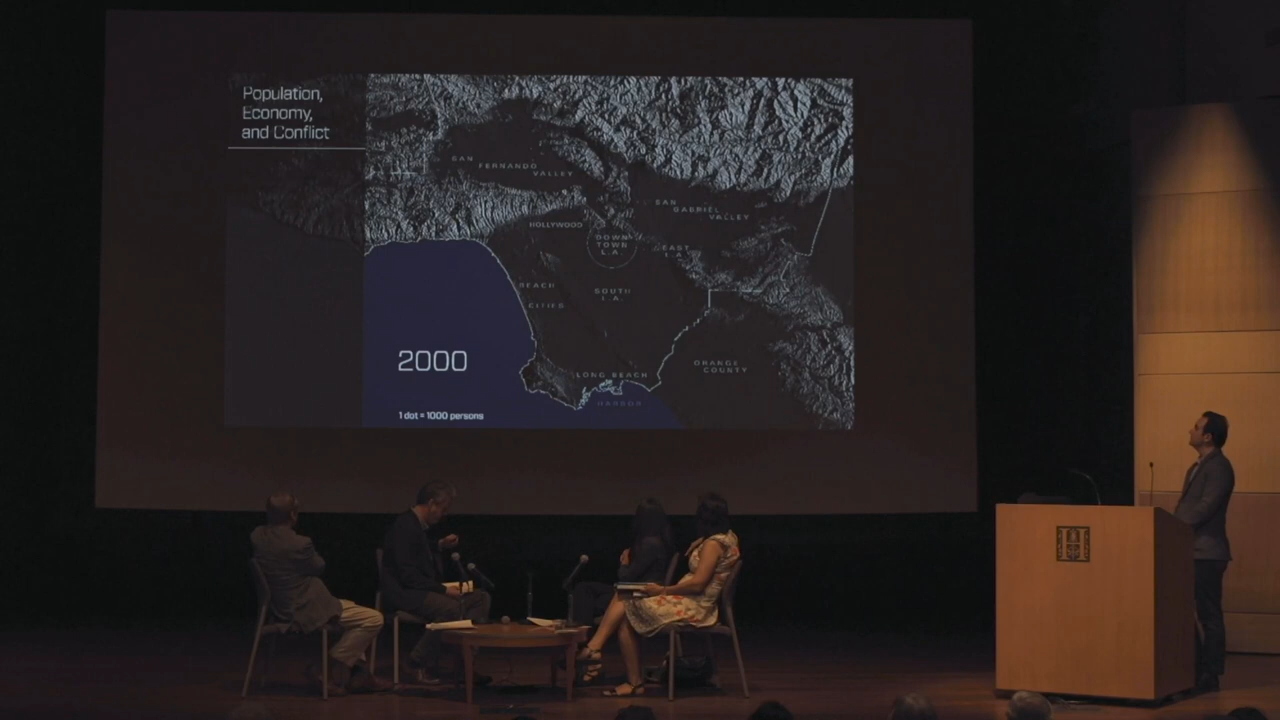 Population,
Economy,
and Conflict
SAN
FERNANDO
VALLEY
SAN
GABRIEL
VALLEY
HOLLYWOOD
DOWN
TOWN
L.A.
EAST
L.A.
BEACH
CITIES
SOUTH
L.A.
2000
LONG BEACH
HARBOR
ORANGE
COUNTY
1 dot = 1000 persons